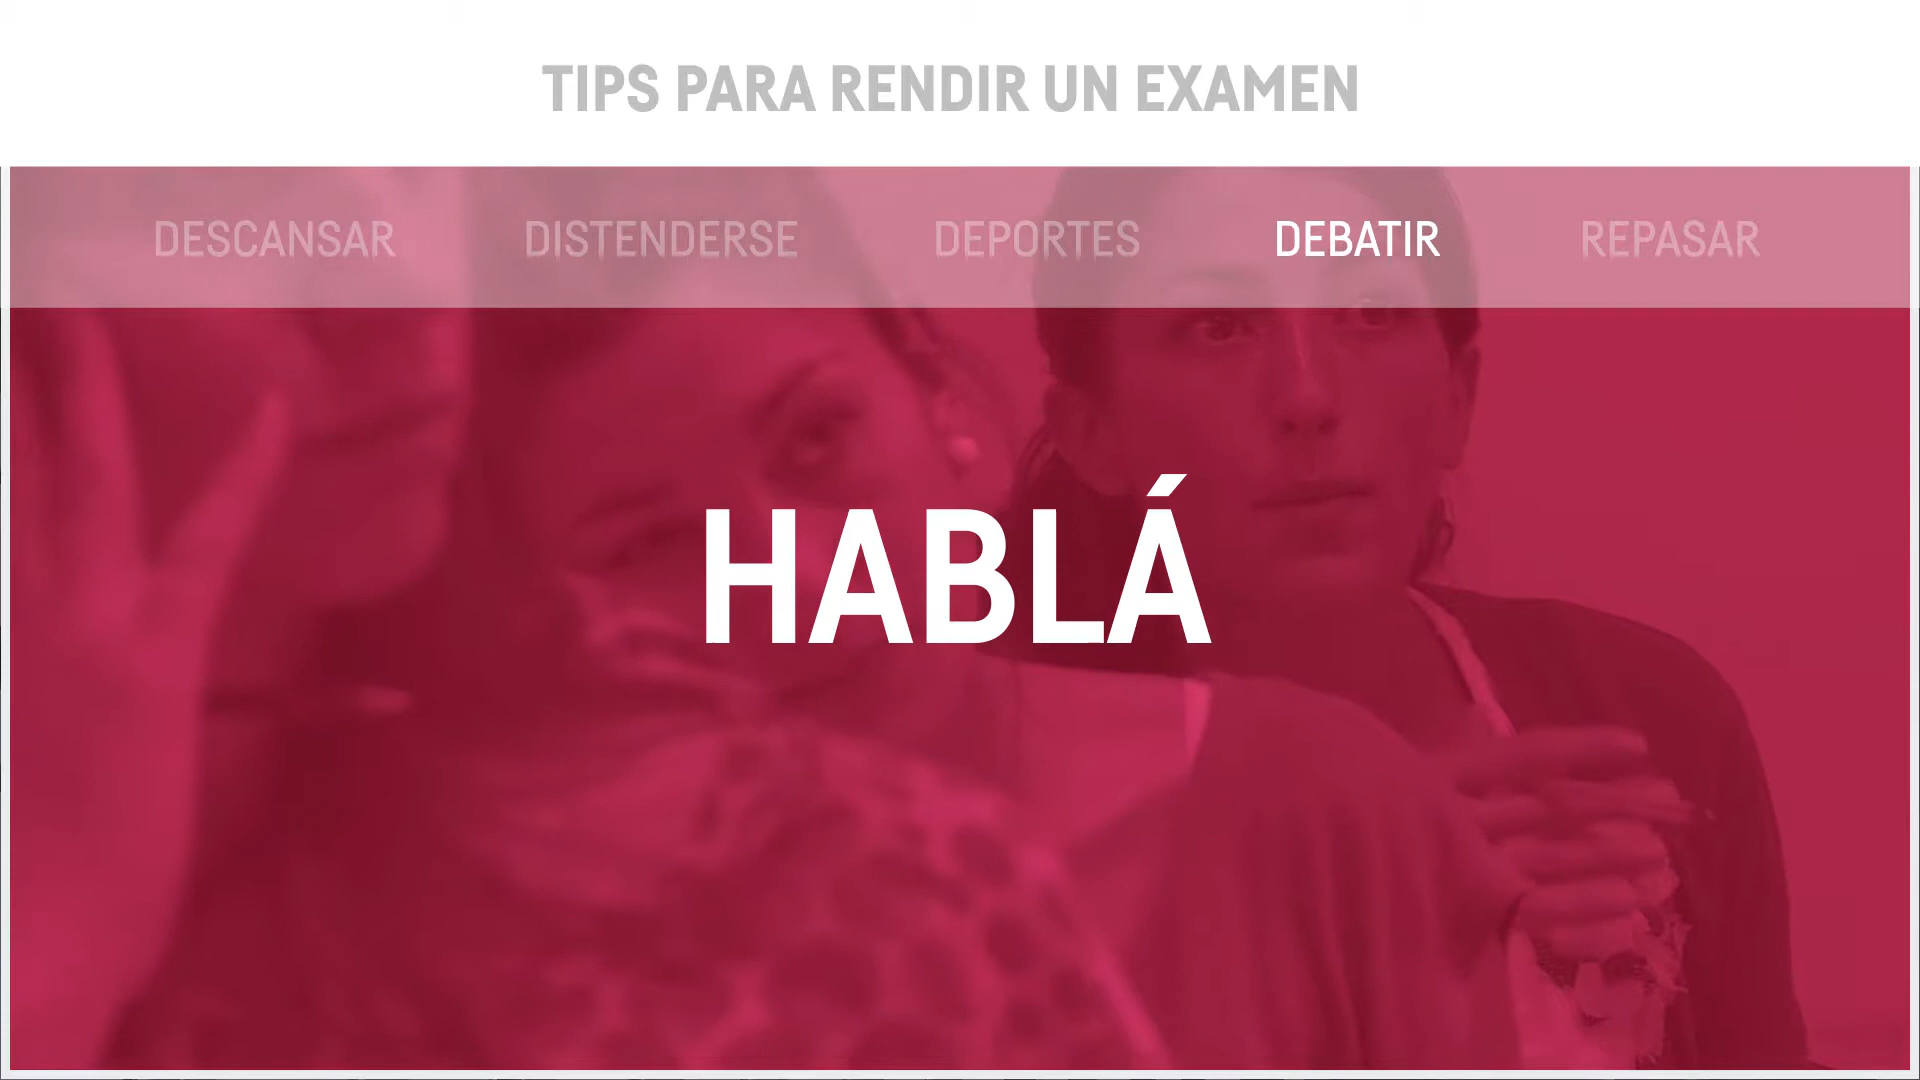 TIPS PARA RENDIR UN EXAMEN
DESCANSAR DISTENDERSE DEPORTES DEBATIR REPASAR
HABLÁ